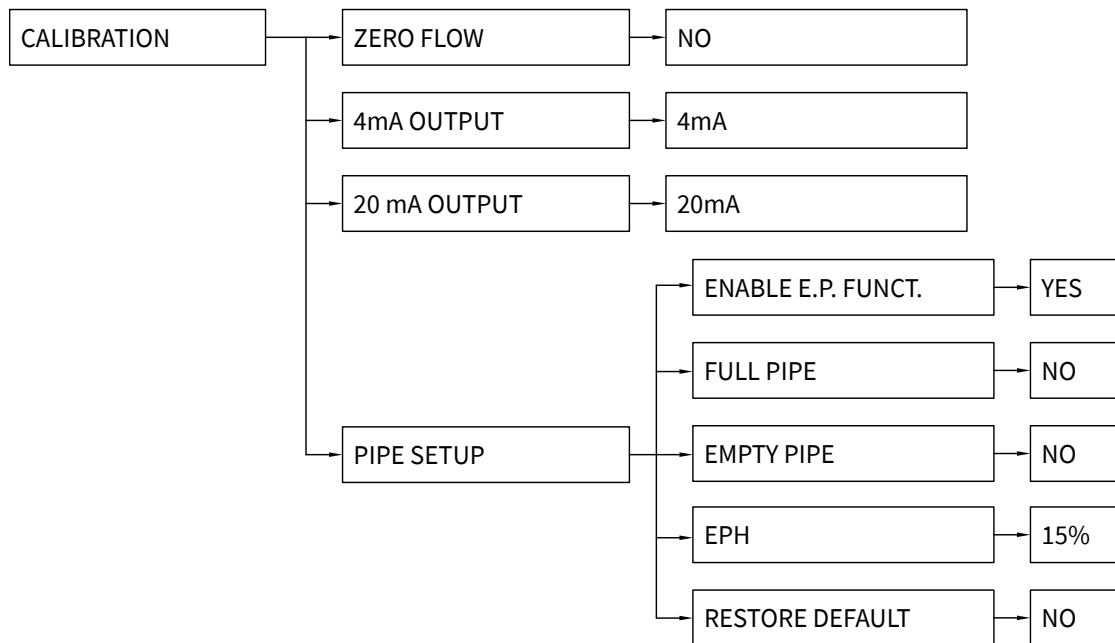 CALIBRATION
ZERO FLOW
NO
4mA OUTPUT
4mA
20 mA OUTPUT
20mA
ENABLE E.P. FUNCT.
YES
FULL PIPE
NO
PIPE SETUP
EMPTY PIPE
NO
EPH
15%
RESTORE DEFAULT
NO